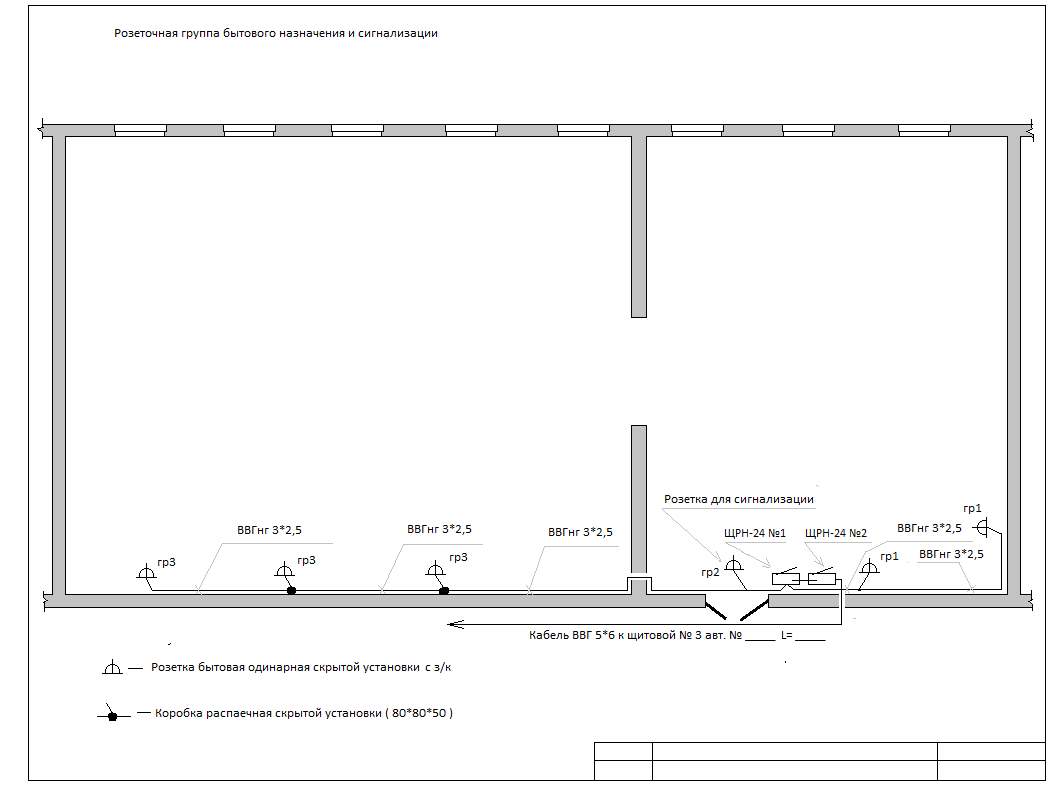 Розеточная группа бытового назначения и сигнализации
Розетка для сигнализации
гр1
ВВГнг 3*2,5
ВВГнг 3*2,5
ВВГнг 3*2,5
ЩРН-24 №1
ЩРН-24 №2
ВВГнг 3*2,5
гр3
гр3
гр3
гр2
гр1
ВВГнг 3*2,5
Кабель ВВГ 5*6 к щитовой № 3 авт. № _____ L= _____
Розетка бытовая одинарная скрытой установки с з/к
Коробка распаечная скрытой установки ( 80*80*50 )